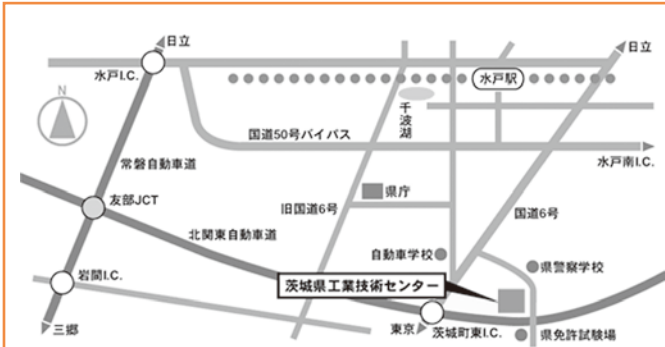 日立
日立
水戸I.C.
水戸駅
N
千波湖
国道50号バイパス
水戸南I.C.
常磐自動車道
友部JCT
県庁
旧国道6号
国道6号
北関東自動車道
自動車学校
県警察学校
岩間I.C.
茨城県工業技術センター
三郷
東京
茨城町東I.C.
県免許試験場